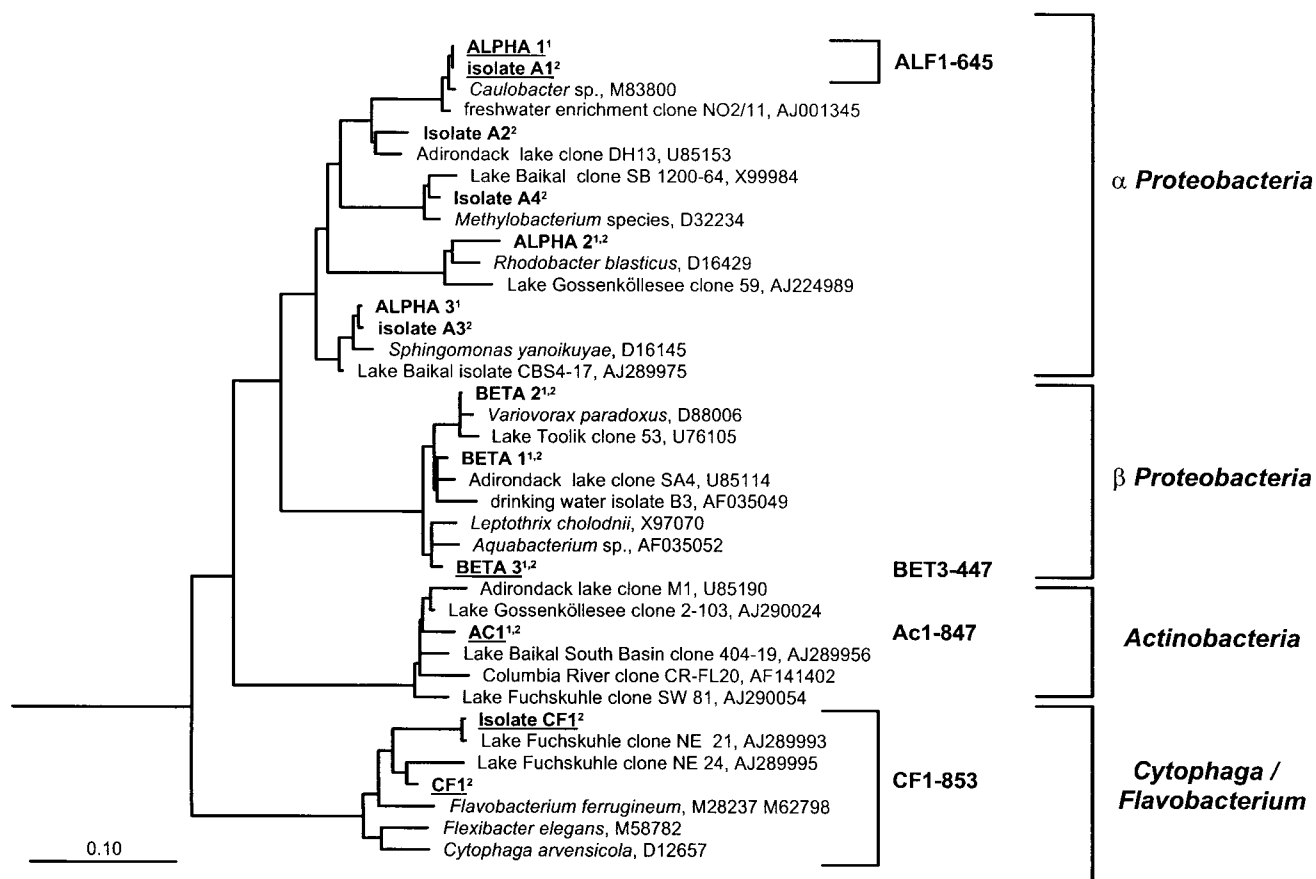 ALPHA 1¹
isolate A1²
ALF1-645
Caulobacter sp., M83800
freshwater enrichment clone NO2/11, AJ001345
Isolate A2²
Adirondack lake clone DH13, U85153
Lake Baikal clone SB 1200-64, X99984
α Proteobacteria
Isolate A4²
Methylobacterium species, D32234
ALPHA 2¹,²
Rhodobacter blasticus, D16429
Lake Gossenköllesee clone 59, AJ224989
ALPHA 3¹
isolate A3²
Sphingomonas yanoikuyae, D16145
Lake Baikal isolate CBS4-17, AJ289975
BETA 2¹,²
Variovorax paradoxus, D88006
Lake Toolik clone 53, U76105
BETA 1¹,²
Adirondack lake clone SA4, U85114
β Proteobacteria
drinking water isolate B3, AF035049
Leptothrix cholodnii, X97070
Aquabacterium sp., AF035052
BETA 3¹,²
BET3-447
Adirondack lake clone M1, U85190
Lake Gossenköllesee clone 2-103, AJ290024
AC1¹,²
Ac1-847
Actinobacteria
Lake Baikal South Basin clone 404-19, AJ289956
Columbia River clone CR-FL20, AF141402
Lake Fuchskuhle clone SW 81, AJ290054
Isolate CF1²
Lake Fuchskuhle clone NE 21, AJ289993
Lake Fuchskuhle clone NE 24, AJ289995
CF1²
CF1-853
Cytophaga /
Flavobacterium
Flavobacterium ferrugineum, M28237 M62798
Flexibacter elegans, M58782
Cytophaga arvensicola, D12657
0.10